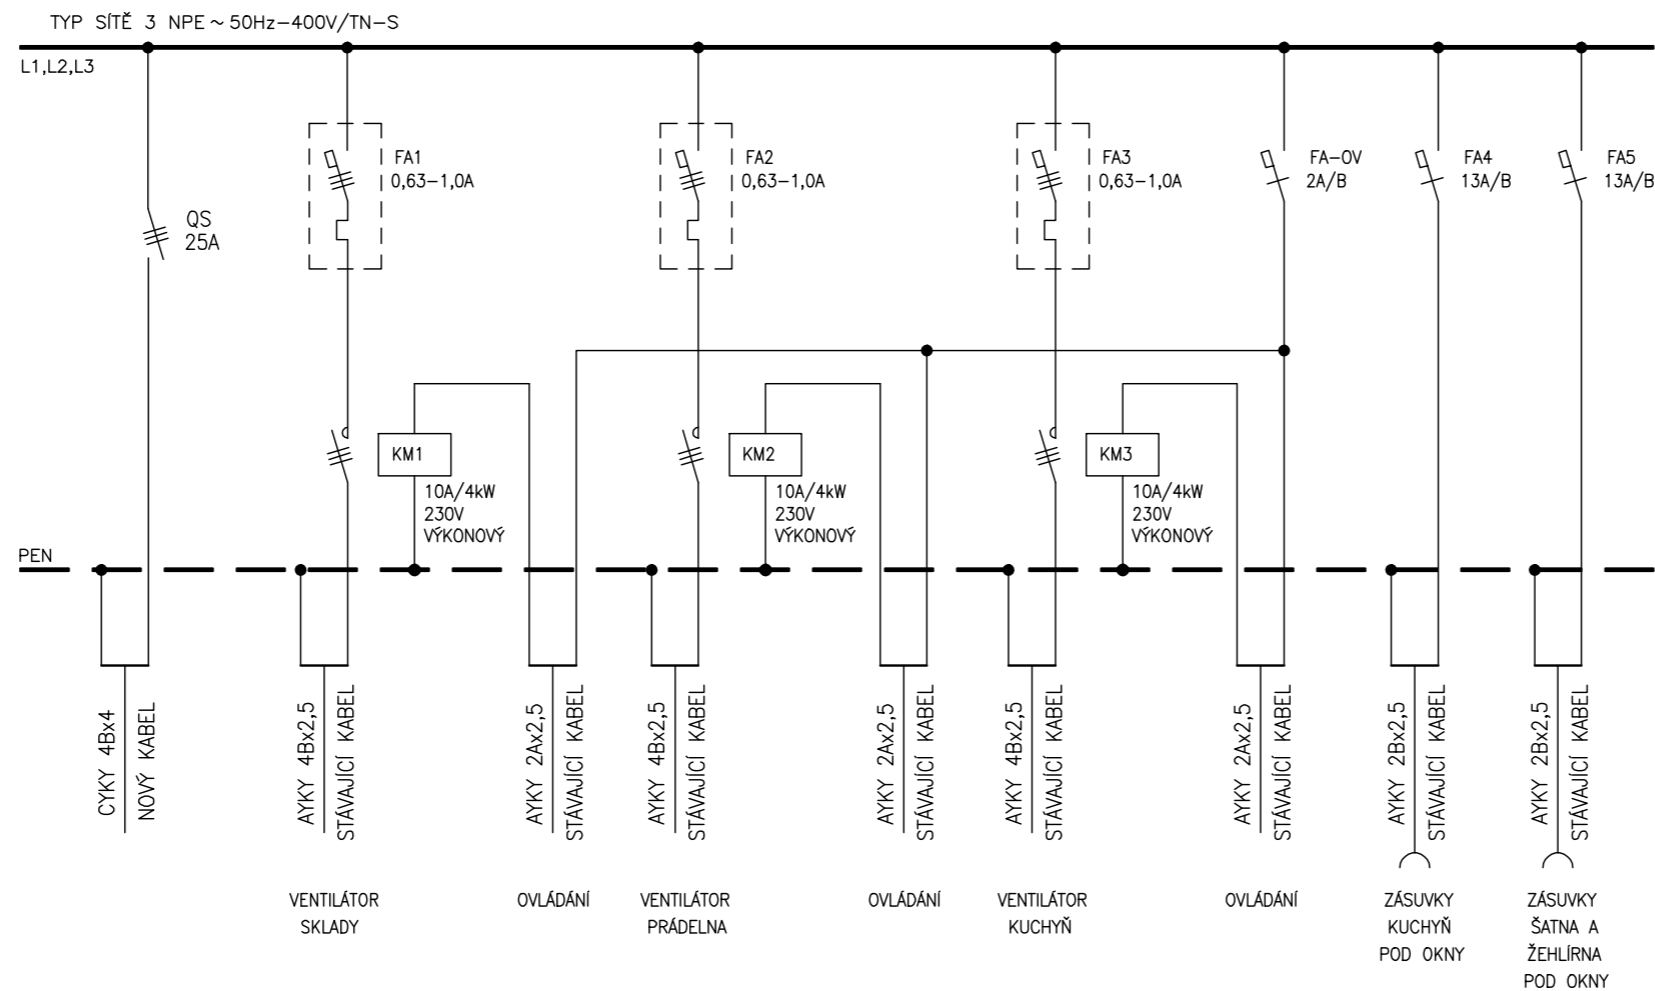 TYP SÍTĚ 3 NPE ~ 50Hz-400V/TN-S
L1,L2,L3
QS
25A
FA1
0,63-1,0A
FA2
0,63-1,0A
FA3
0,63-1,0A
FA-OV
2A/B
FA4
13A/B
FA5
13A/B
KM1
10A/4kW
230V
VÝKONOVÝ
KM2
10A/4kW
230V
VÝKONOVÝ
KM3
10A/4kW
230V
VÝKONOVÝ
PEN
CYKY 4Bx4
NOVÝ KABEL
AYKY 4Bx2,5
STÁVAJÍCÍ KABEL
AYKY 2Ax2,5
STÁVAJÍCÍ KABEL
AYKY 4Bx2,5
STÁVAJÍCÍ KABEL
AYKY 2Ax2,5
STÁVAJÍCÍ KABEL
AYKY 4Bx2,5
STÁVAJÍCÍ KABEL
AYKY 2Ax2,5
STÁVAJÍCÍ KABEL
AYKY 2Bx2,5
STÁVAJÍCÍ KABEL
AYKY 2Bx2,5
STÁVAJÍCÍ KABEL
VENTILÁTOR
SKLADY
OVLÁDÁNÍ
VENTILÁTOR
PRÁDELNA
OVLÁDÁNÍ
VENTILÁTOR
KUCHYŇ
OVLÁDÁNÍ
ZÁSUVKY
KUCHYŇ
POD OKNY
ZÁSUVKY
ŠATNA A
ŽEHLÍRNA
POD OKNY